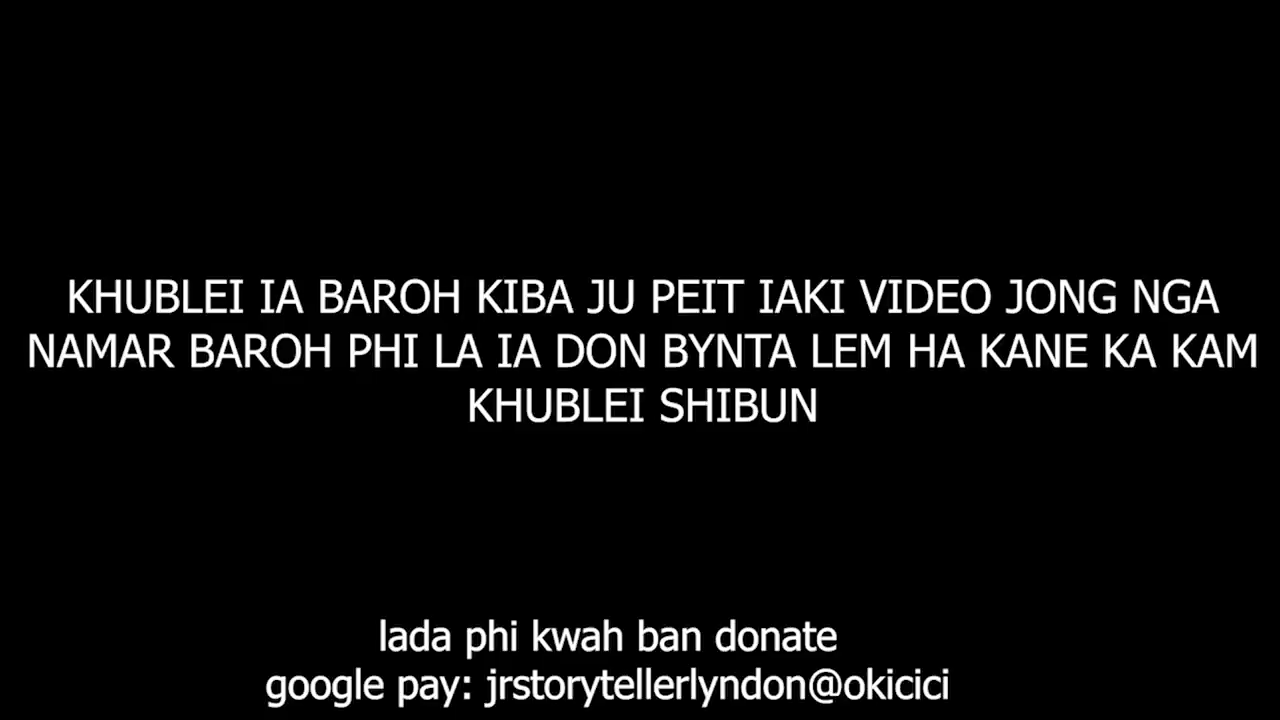 KHUBLEI IA BAROH KIBA JU PEIT IAKI VIDEO JONG NGA
NAMAR BAROH PHI LA IA DON BYNTA LEM HA KANE KA KAM
KHUBLEI SHIBUN
lada phi kwah ban donate
google pay: jrstorytellerlyndon@okicici